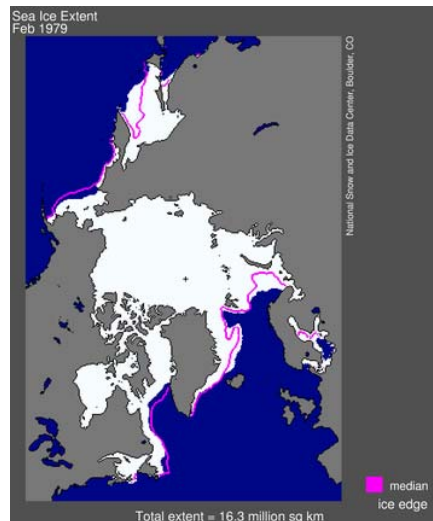 Sea Ice Extent
Feb 1979
National Snow and Ice Data Center, Boulder, CO
median
ice edge
Total extent = 16.3 million sq km